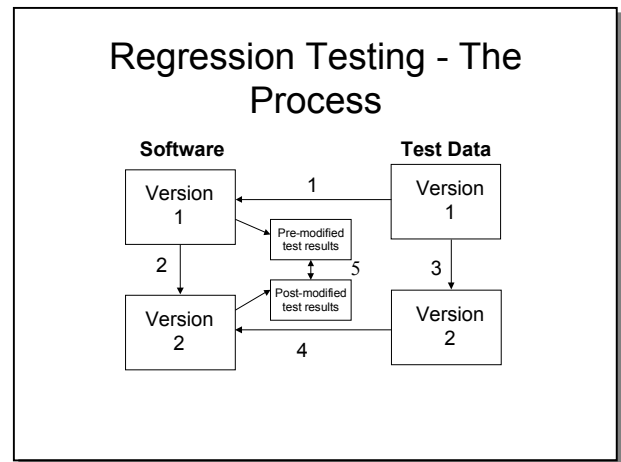 Regression Testing - The
Process
Software
Test Data
Version
1
1
Version
1
Pre-modified
test results
2
5
3
Post-modified
test results
Version
2
4
Version
2